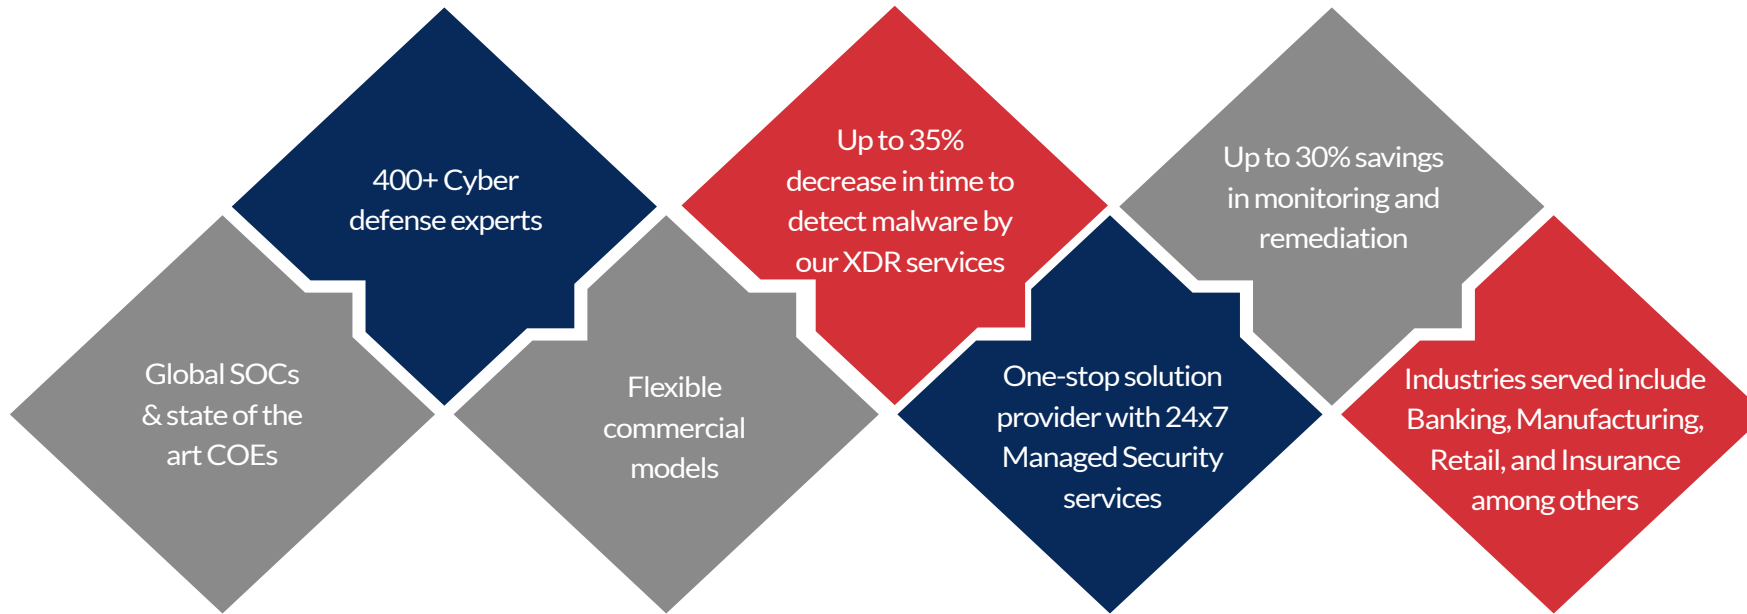 Global SOCs
& state of the
art COEs
400+ Cyber
defense experts
Flexible
commercial
models
Up to 35%
decrease in time to
detect malware by
our XDR services
One-stop solution
provider with 24x7
Managed Security
services
Up to 30% savings
in monitoring and
remediation
Industries served include
Banking, Manufacturing,
Retail, and Insurance
among others